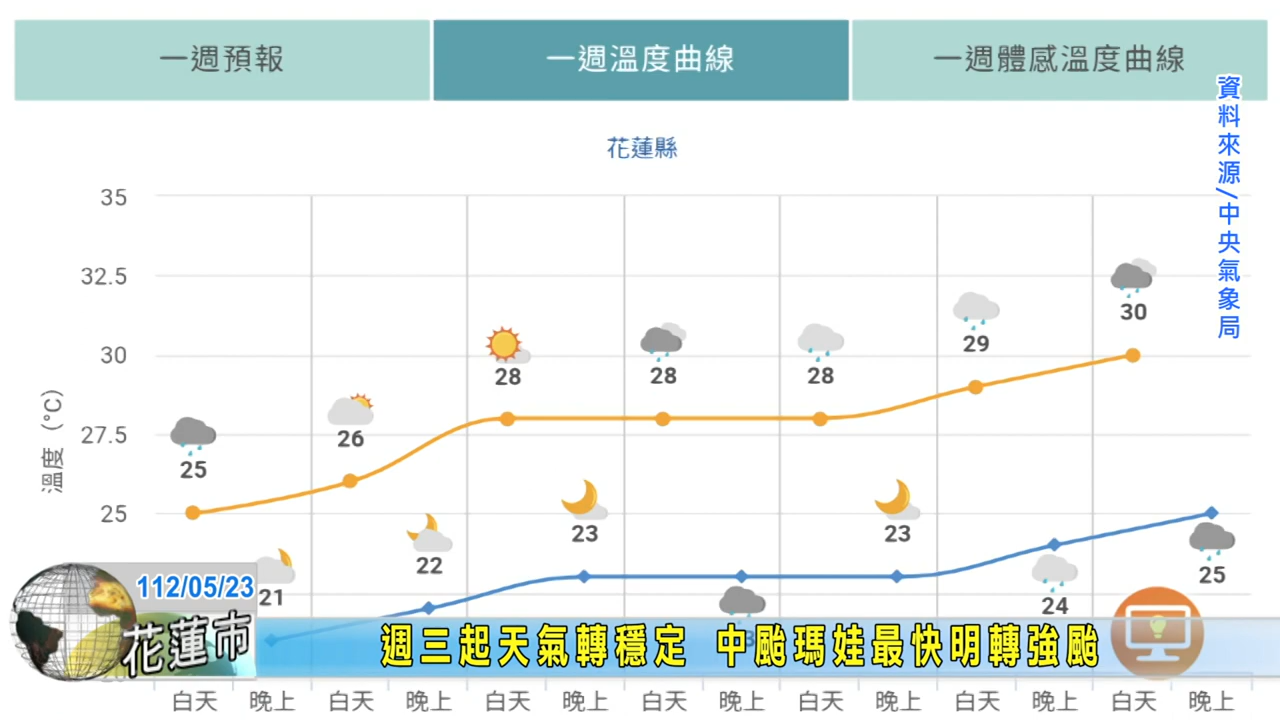 一週預報
一週溫度曲線
一週體感溫度曲線
資料來源/中央氣象局
花蓮縣
溫度（°C）
35
32.5
30
27.5
25
25
26
28
28
28
29
30
21
22
23
23
24
25
112/05/23
花蓮市
週三起天氣轉穩定 中颱瑪娃最快明轉強颱
白天 晚上 白天 晚上 白天 晚上 白天 晚上 白天 晚上 白天 晚上 白天 晚上